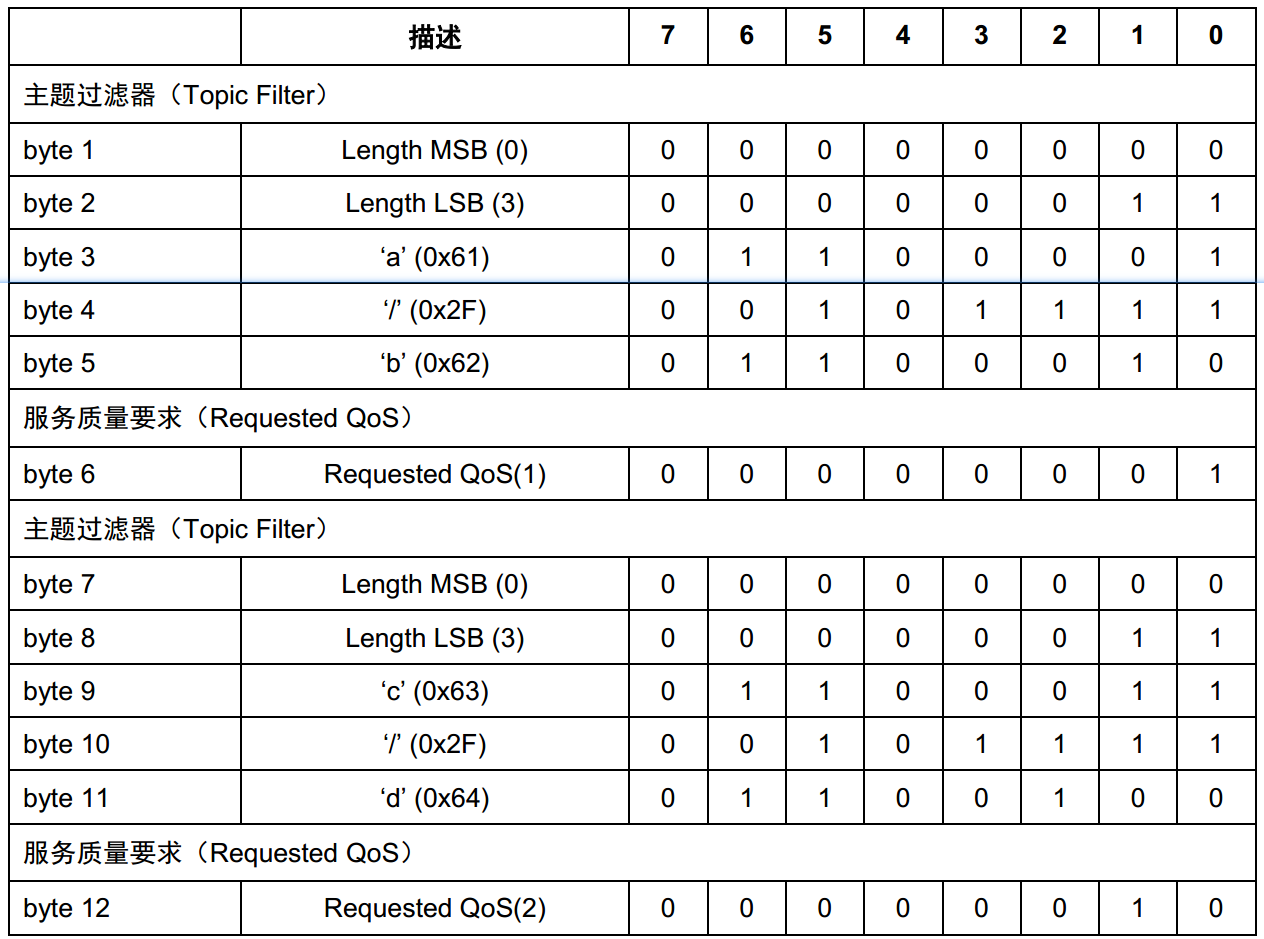 描述 7 6 5 4 3 2 1 0
主题过滤器（Topic Filter）
byte 1 Length MSB (0) 0 0 0 0 0 0 0 0
byte 2 Length LSB (3) 0 0 0 0 0 0 1 1
byte 3 ‘a’ (0x61) 0 1 1 0 0 0 0 1
byte 4 ‘/’ (0x2F) 0 0 1 0 1 1 1 1
byte 5 ‘b’ (0x62) 0 1 1 0 0 0 1 0
服务质量要求（Requested QoS）
byte 6 Requested QoS(1) 0 0 0 0 0 0 0 1
主题过滤器（Topic Filter）
byte 7 Length MSB (0) 0 0 0 0 0 0 0 0
byte 8 Length LSB (3) 0 0 0 0 0 0 1 1
byte 9 ‘c’ (0x63) 0 1 1 0 0 0 1 1
byte 10 ‘/’ (0x2F) 0 0 1 0 1 1 1 1
byte 11 ‘d’ (0x64) 0 1 1 0 0 1 0 0
服务质量要求（Requested QoS）
byte 12 Requested QoS(2) 0 0 0 0 0 0 1 0